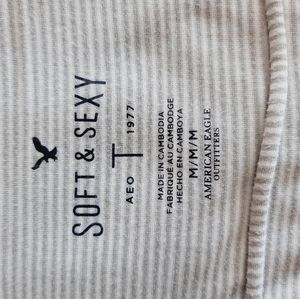 SOFT & SEXY
AEO T 1977
MADE IN CAMBODIA
FABRIQUÉ AU CAMBODGE
HECHO EN CAMBOYA
M/M/M
AMERICAN EAGLE
OUTFITTERS